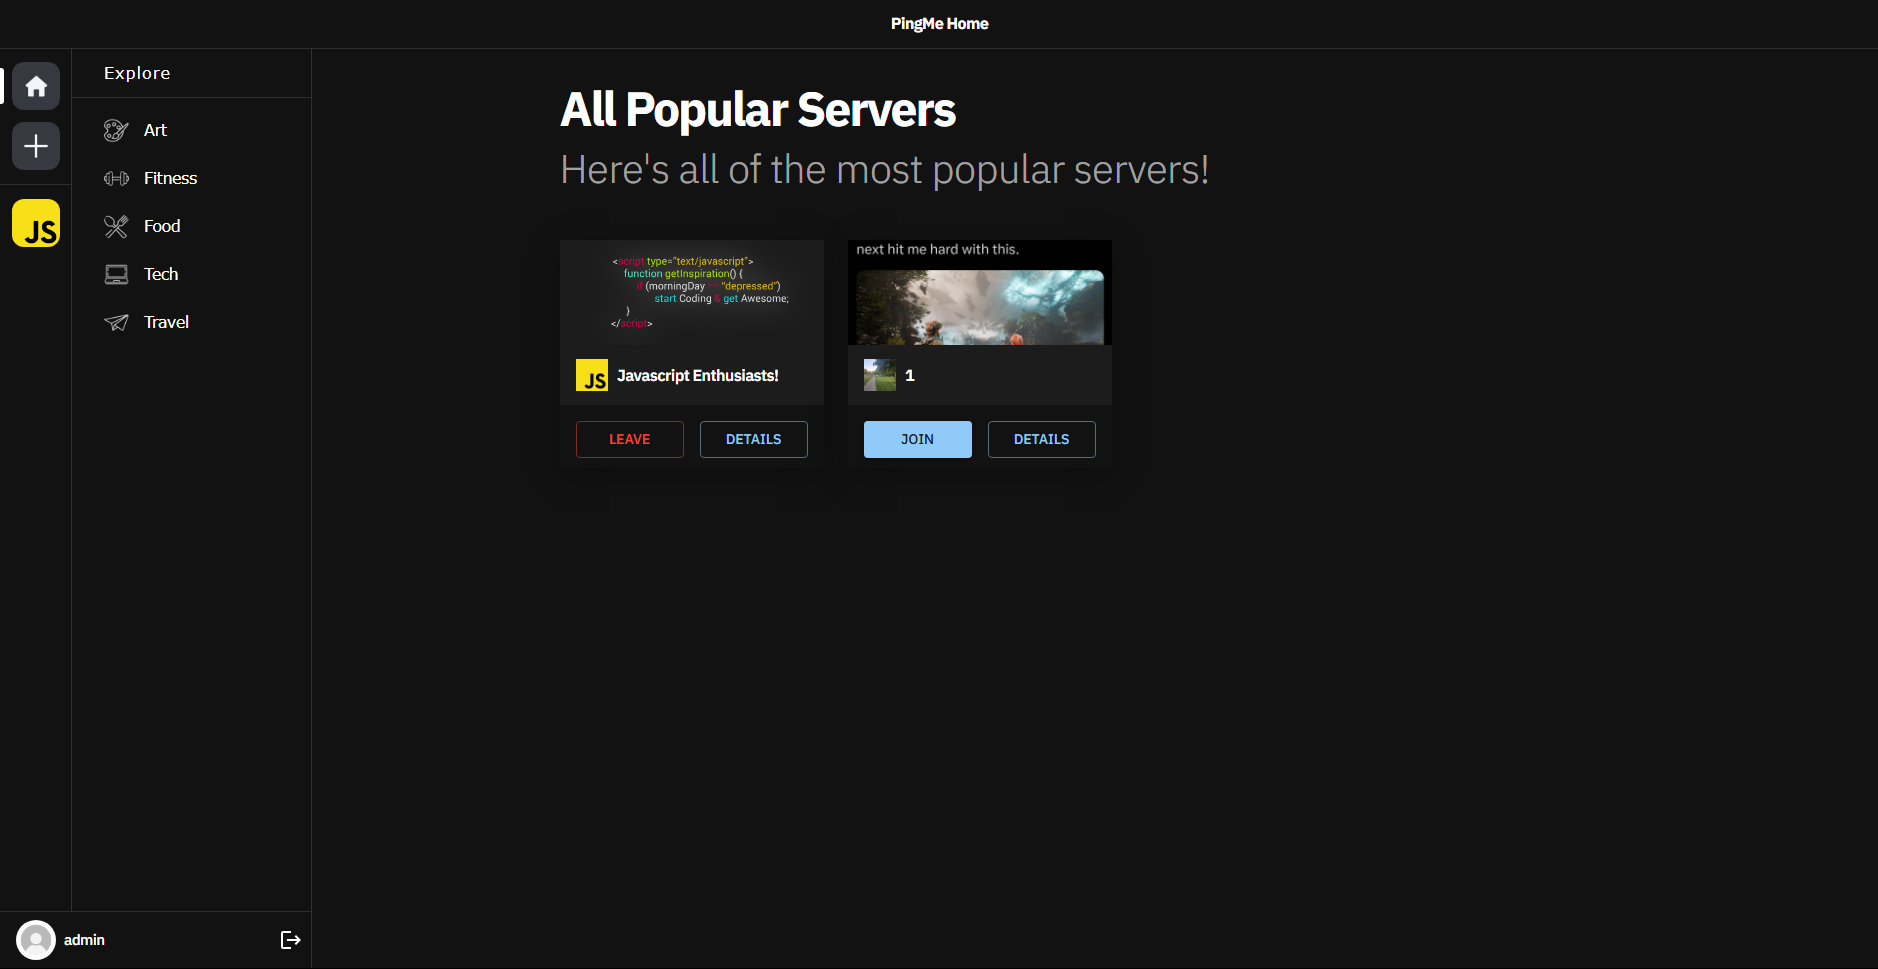 PingMe Home
Explore
Art
Fitness
Food
Tech
Travel
JS
All Popular Servers
Here's all of the most popular servers!
<script type="text/javascript">
function getInspiration() {
if (morningDay == "depressed")
start Coding & get Awesome;
}
</script>
JS Javascript Enthusiasts!
LEAVE DETAILS
next hit me hard with this.
1
JOIN DETAILS
admin